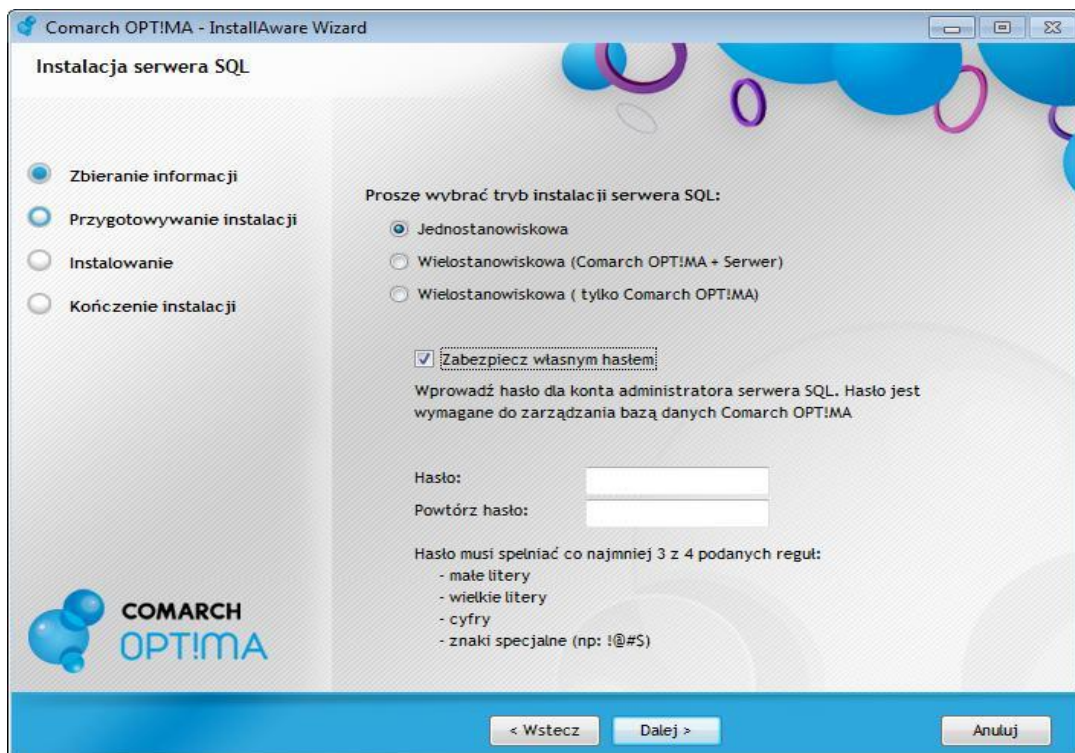 Comarch OPT!MA - InstallAware Wizard
Instalacja serwera SQL
Zbieranie informacji
Przygotowywanie instalacji
Instalowanie
Kończenie instalacji
Proszę wybrać tryb instalacji serwera SQL:
Jednostanowiskowa
Wielostanowiskowa (Comarch OPT!MA + Serwer)
Wielostanowiskowa ( tylko Comarch OPT!MA)
Zabezpiecz własnym hasłem
Wprowadź hasło dla konta administratora serwera SQL. Hasło jest
wymagane do zarządzania bazą danych Comarch OPT!MA
Hasło:
Powtórz hasło:
Hasło musi spełniać co najmniej 3 z 4 podanych reguł:
- małe litery
- wielkie litery
- cyfry
- znaki specjalne (np: !@#$)
COMARCH
OPT!MA
< Wstecz
Dalej >
Anuluj